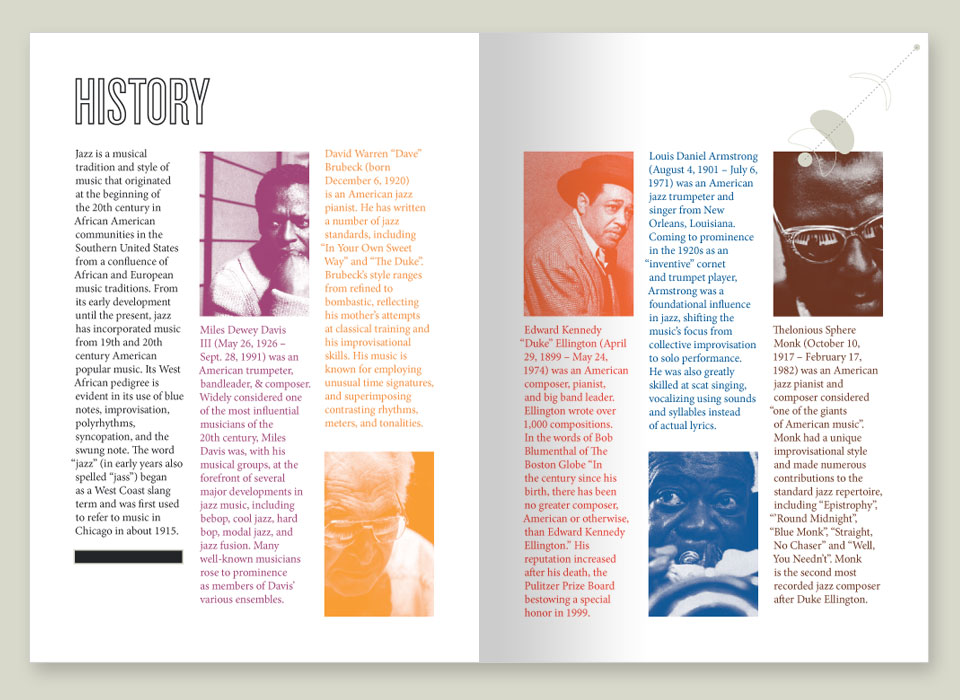 HISTORY
Jazz is a musical
tradition and style of
music that originated
at the beginning of
the 20th century in
African American
communities in the
Southern United States
from a confluence of
African and European
music traditions. From
its early development
until the present, jazz
has incorporated music
from 19th and 20th
century American
popular music. Its West
African pedigree is
evident in its use of blue
notes, improvisation,
polyrhythms,
syncopation, and the
swung note. The word
“jazz” (in early years also
spelled “jass”) began
as a West Coast slang
term and was first used
to refer to music in
Chicago in about 1915.
Miles Dewey Davis
III (May 26, 1926 –
Sept. 28, 1991) was an
American trumpeter,
bandleader, & composer.
Widely considered one
of the most influential
musicians of the
20th century, Miles
Davis was, with his
musical groups, at the
forefront of several
major developments in
jazz music, including
bebop, cool jazz, hard
bop, modal jazz, and
jazz fusion. Many
well-known musicians
rose to prominence
as members of Davis’
various ensembles.
David Warren “Dave”
Brubeck (born
December 6, 1920)
is an American jazz
pianist. He has written
a number of jazz
standards, including
“In Your Own Sweet
Way” and “The Duke”.
Brubeck’s style ranges
from refined to
bombastic, reflecting
his mother’s attempts
at classical training and
his improvisational
skills. His music is
known for employing
unusual time signatures,
and superimposing
contrasting rhythms,
meters, and tonalities.
Edward Kennedy
“Duke” Ellington (April
29, 1899 – May 24,
1974) was an American
composer, pianist,
and big band leader.
Ellington wrote over
1,000 compositions.
In the words of Bob
Blumenthal of The
Boston Globe “In
the century since his
birth, there has been
no greater composer,
American or otherwise,
than Edward Kennedy
Ellington.” His
reputation increased
after his death, the
Pulitzer Prize Board
bestowing a special
honor in 1999.
Louis Daniel Armstrong
(August 4, 1901 – July 6,
1971) was an American
jazz trumpeter and
singer from New
Orleans, Louisiana.
Coming to prominence
in the 1920s as an
“inventive” cornet
and trumpet player,
Armstrong was a
foundational influence
in jazz, shifting the
music’s focus from
collective improvisation
to solo performance.
He was also greatly
skilled at scat singing,
vocalizing using sounds
and syllables instead
of actual lyrics.
Thelonious Sphere
Monk (October 10,
1917 – February 17,
1982) was an American
jazz pianist and
composer considered
“one of the giants
of American music”.
Monk had a unique
improvisational style
and made numerous
contributions to the
standard jazz repertoire,
including “Epistrophy”,
“’Round Midnight”,
“Blue Monk”, “Straight,
No Chaser” and “Well,
You Needn’t”. Monk
is the second most
recorded jazz composer
after Duke Ellington.